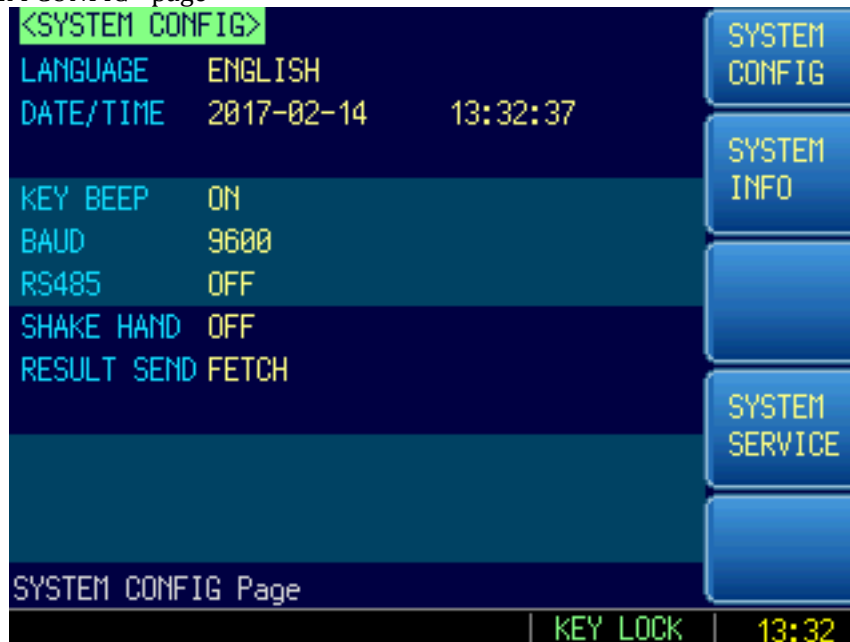 page
<SYSTEM CONFIG>
LANGUAGE ENGLISH
DATE/TIME 2017-02-14 13:32:37
KEY BEEP ON
BAUD 9600
RS485 OFF
SHAKE HAND OFF
RESULT SEND FETCH
SYSTEM CONFIG Page
SYSTEM
CONFIG
SYSTEM
INFO
SYSTEM
SERVICE
KEY LOCK 13:32